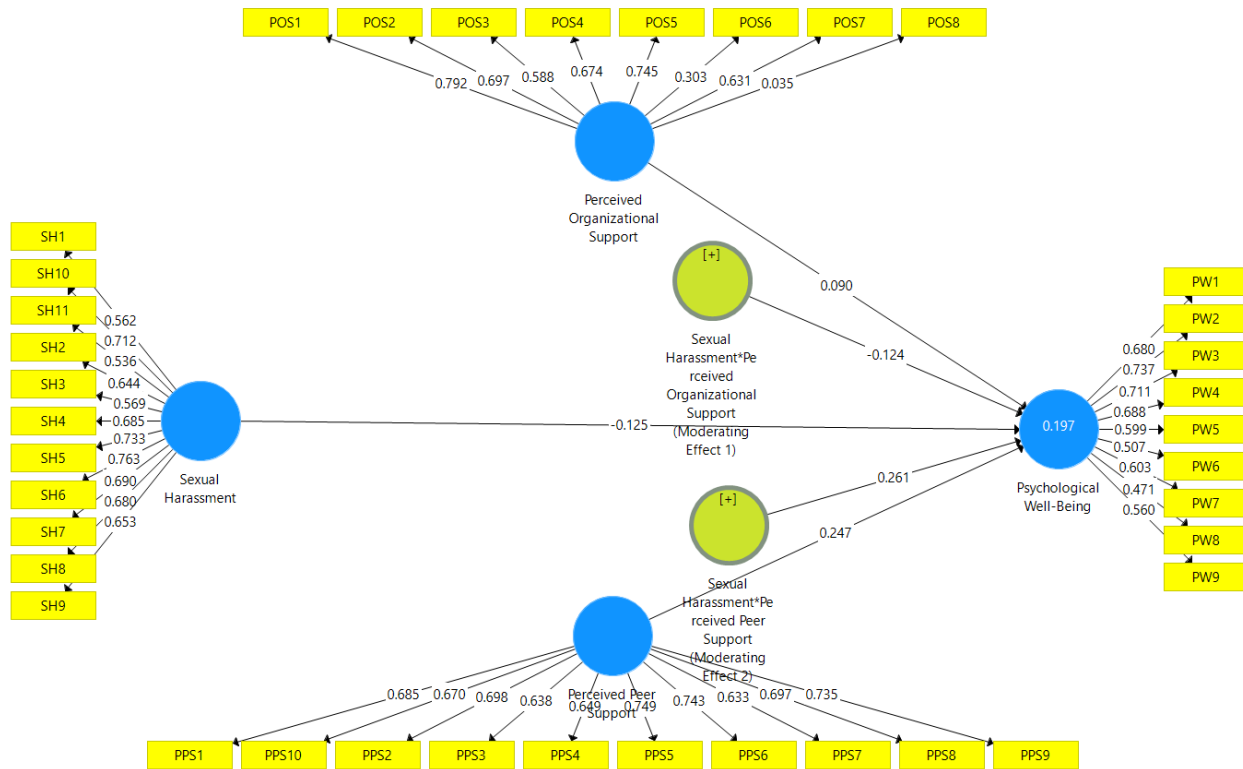 POS1 POS2 POS3 POS4 POS5 POS6 POS7 POS8
0.792 0.697 0.588 0.674 0.745 0.303 0.631 0.035
Perceived
Organizational
Support
SH1
SH10
SH11
SH2
SH3
SH4
SH5
SH6
SH7
SH8
SH9
0.562
0.712
0.536
0.644
0.569
0.685
0.733
0.763
0.690
0.680
0.653
Sexual
Harassment
[+]
Sexual
Harassment*Pe
rceived
Organizational
Support
(Moderating
Effect 1)
0.090
-0.124
-0.125
0.261
0.247
[+]
Sexual
Harassment*Pe
rceived Peer
Support
(Moderating
Effect 2)
0.197
Psychological
Well-Being
0.680
0.737
0.711
0.688
0.599
0.507
0.603
0.471
0.560
PW1
PW2
PW3
PW4
PW5
PW6
PW7
PW8
PW9
Perceived Peer
Support
0.685 0.670 0.698 0.638 0.649 0.749 0.743 0.633 0.697 0.735
PPS1 PPS10 PPS2 PPS3 PPS4 PPS5 PPS6 PPS7 PPS8 PPS9